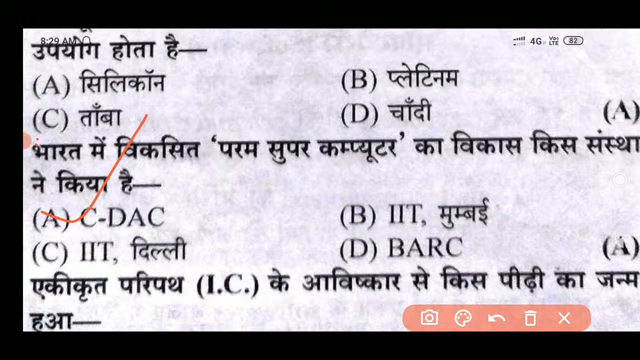 8:29 AM
4G VoLTE 82
उपयोग होता है—
(A) सिलिकॉन (B) प्लेटिनम
(C) ताँबा (D) चाँदी (A)
भारत में विकसित ‘परम सुपर कम्प्यूटर’ का विकास किस संस्था
ने किया है—
(A) C-DAC (B) IIT, मुम्बई
(C) IIT, दिल्ली (D) BARC (A)
एकीकृत परिपथ (I.C.) के आविष्कार से किस पीढ़ी का जन्म
हुआ—